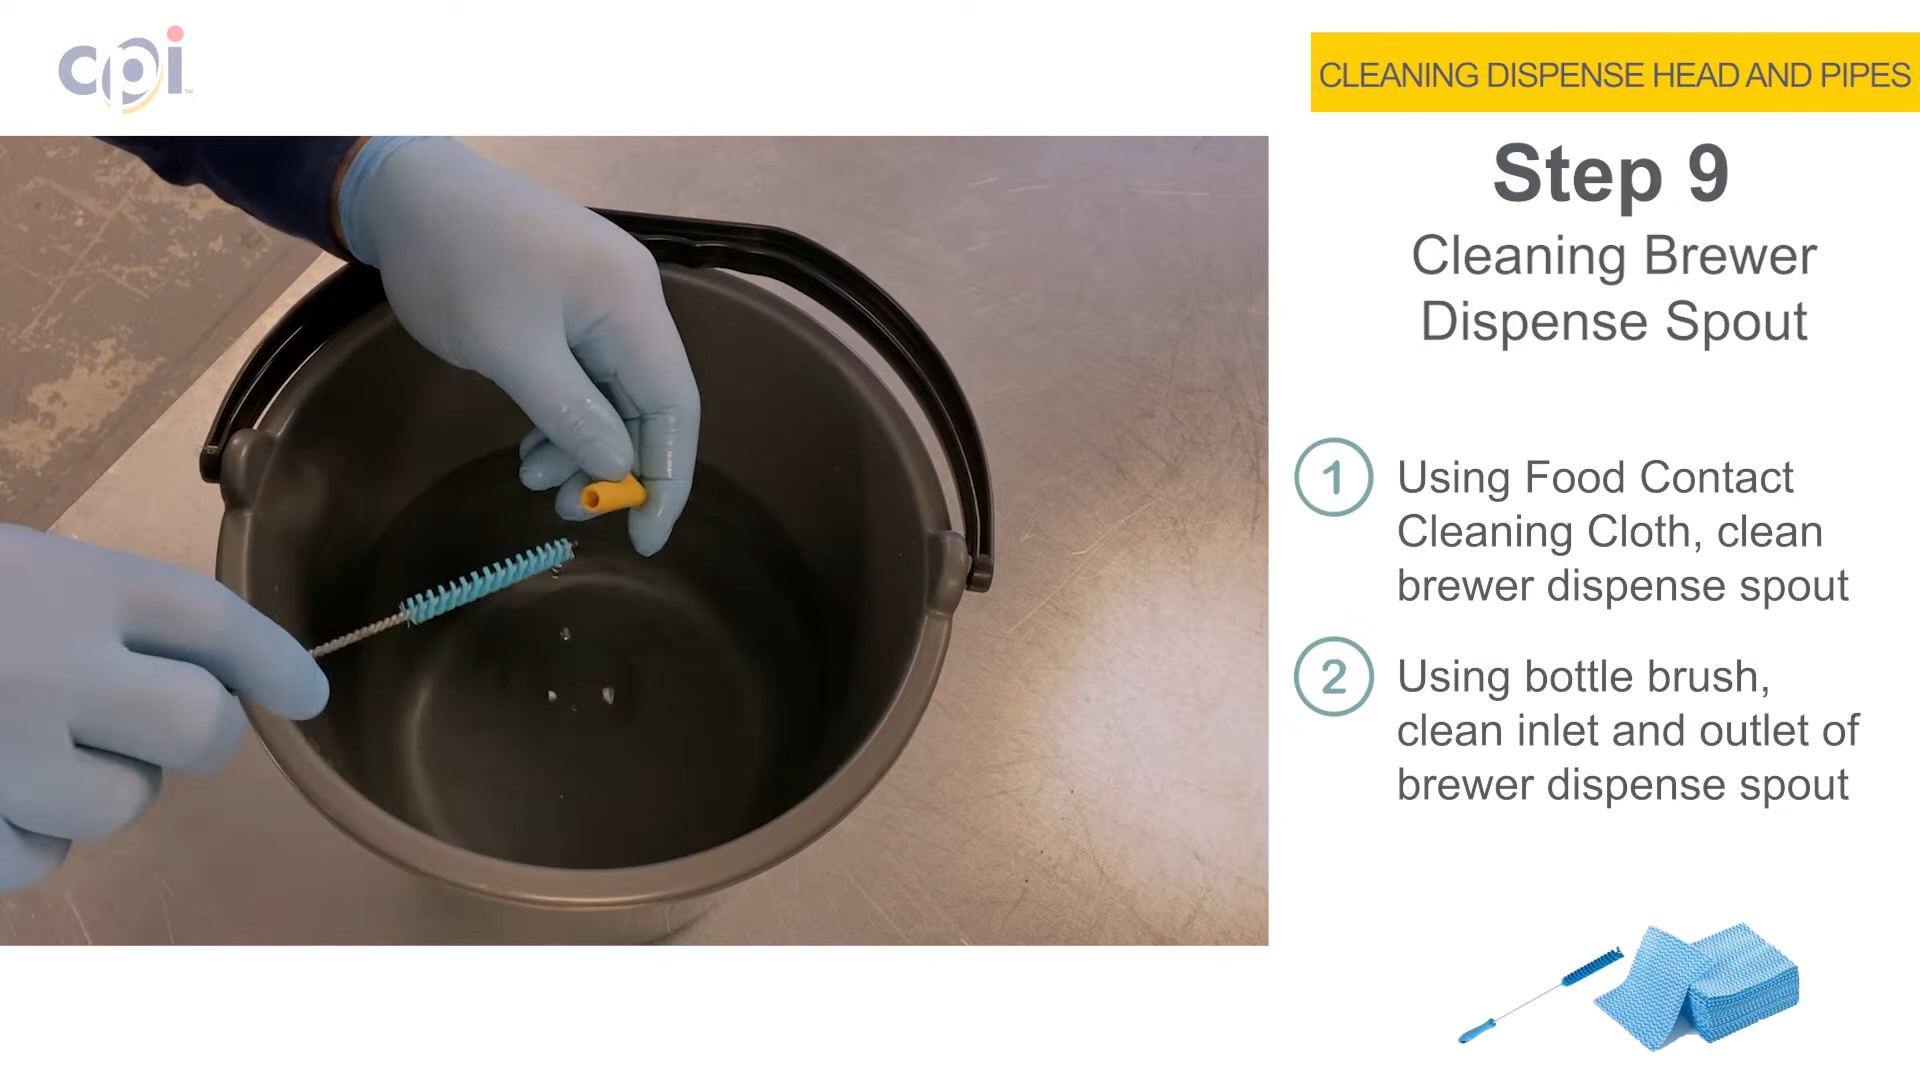 cpi™
CLEANING DISPENSE HEAD AND PIPES
Step 9
Cleaning Brewer
Dispense Spout
1 Using Food Contact
Cleaning Cloth, clean
brewer dispense spout
2 Using bottle brush,
clean inlet and outlet of
brewer dispense spout